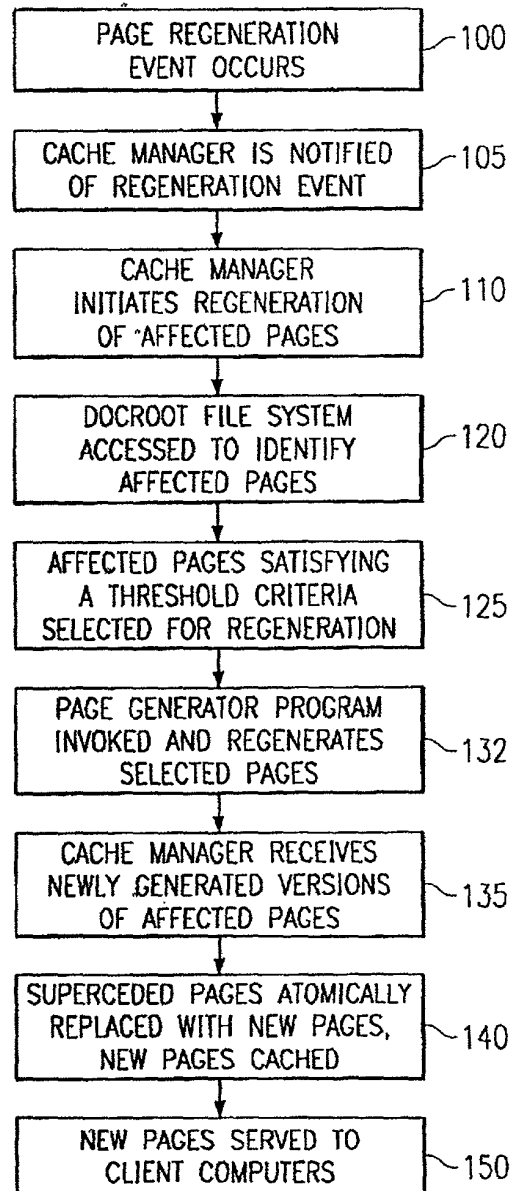 PAGE REGENERATION
EVENT OCCURS
100
CACHE MANAGER IS NOTIFIED
OF REGENERATION EVENT
105
CACHE MANAGER
INITIATES REGENERATION
OF AFFECTED PAGES
110
DOCROOT FILE SYSTEM
ACCESSED TO IDENTIFY
AFFECTED PAGES
120
AFFECTED PAGES SATISFYING
A THRESHOLD CRITERIA
SELECTED FOR REGENERATION
125
PAGE GENERATOR PROGRAM
INVOKED AND REGENERATES
SELECTED PAGES
132
CACHE MANAGER RECEIVES
NEWLY GENERATED VERSIONS
OF AFFECTED PAGES
135
SUPERCEDED PAGES ATOMICALLY
REPLACED WITH NEW PAGES,
NEW PAGES CACHED
140
NEW PAGES SERVED TO
CLIENT COMPUTERS
150